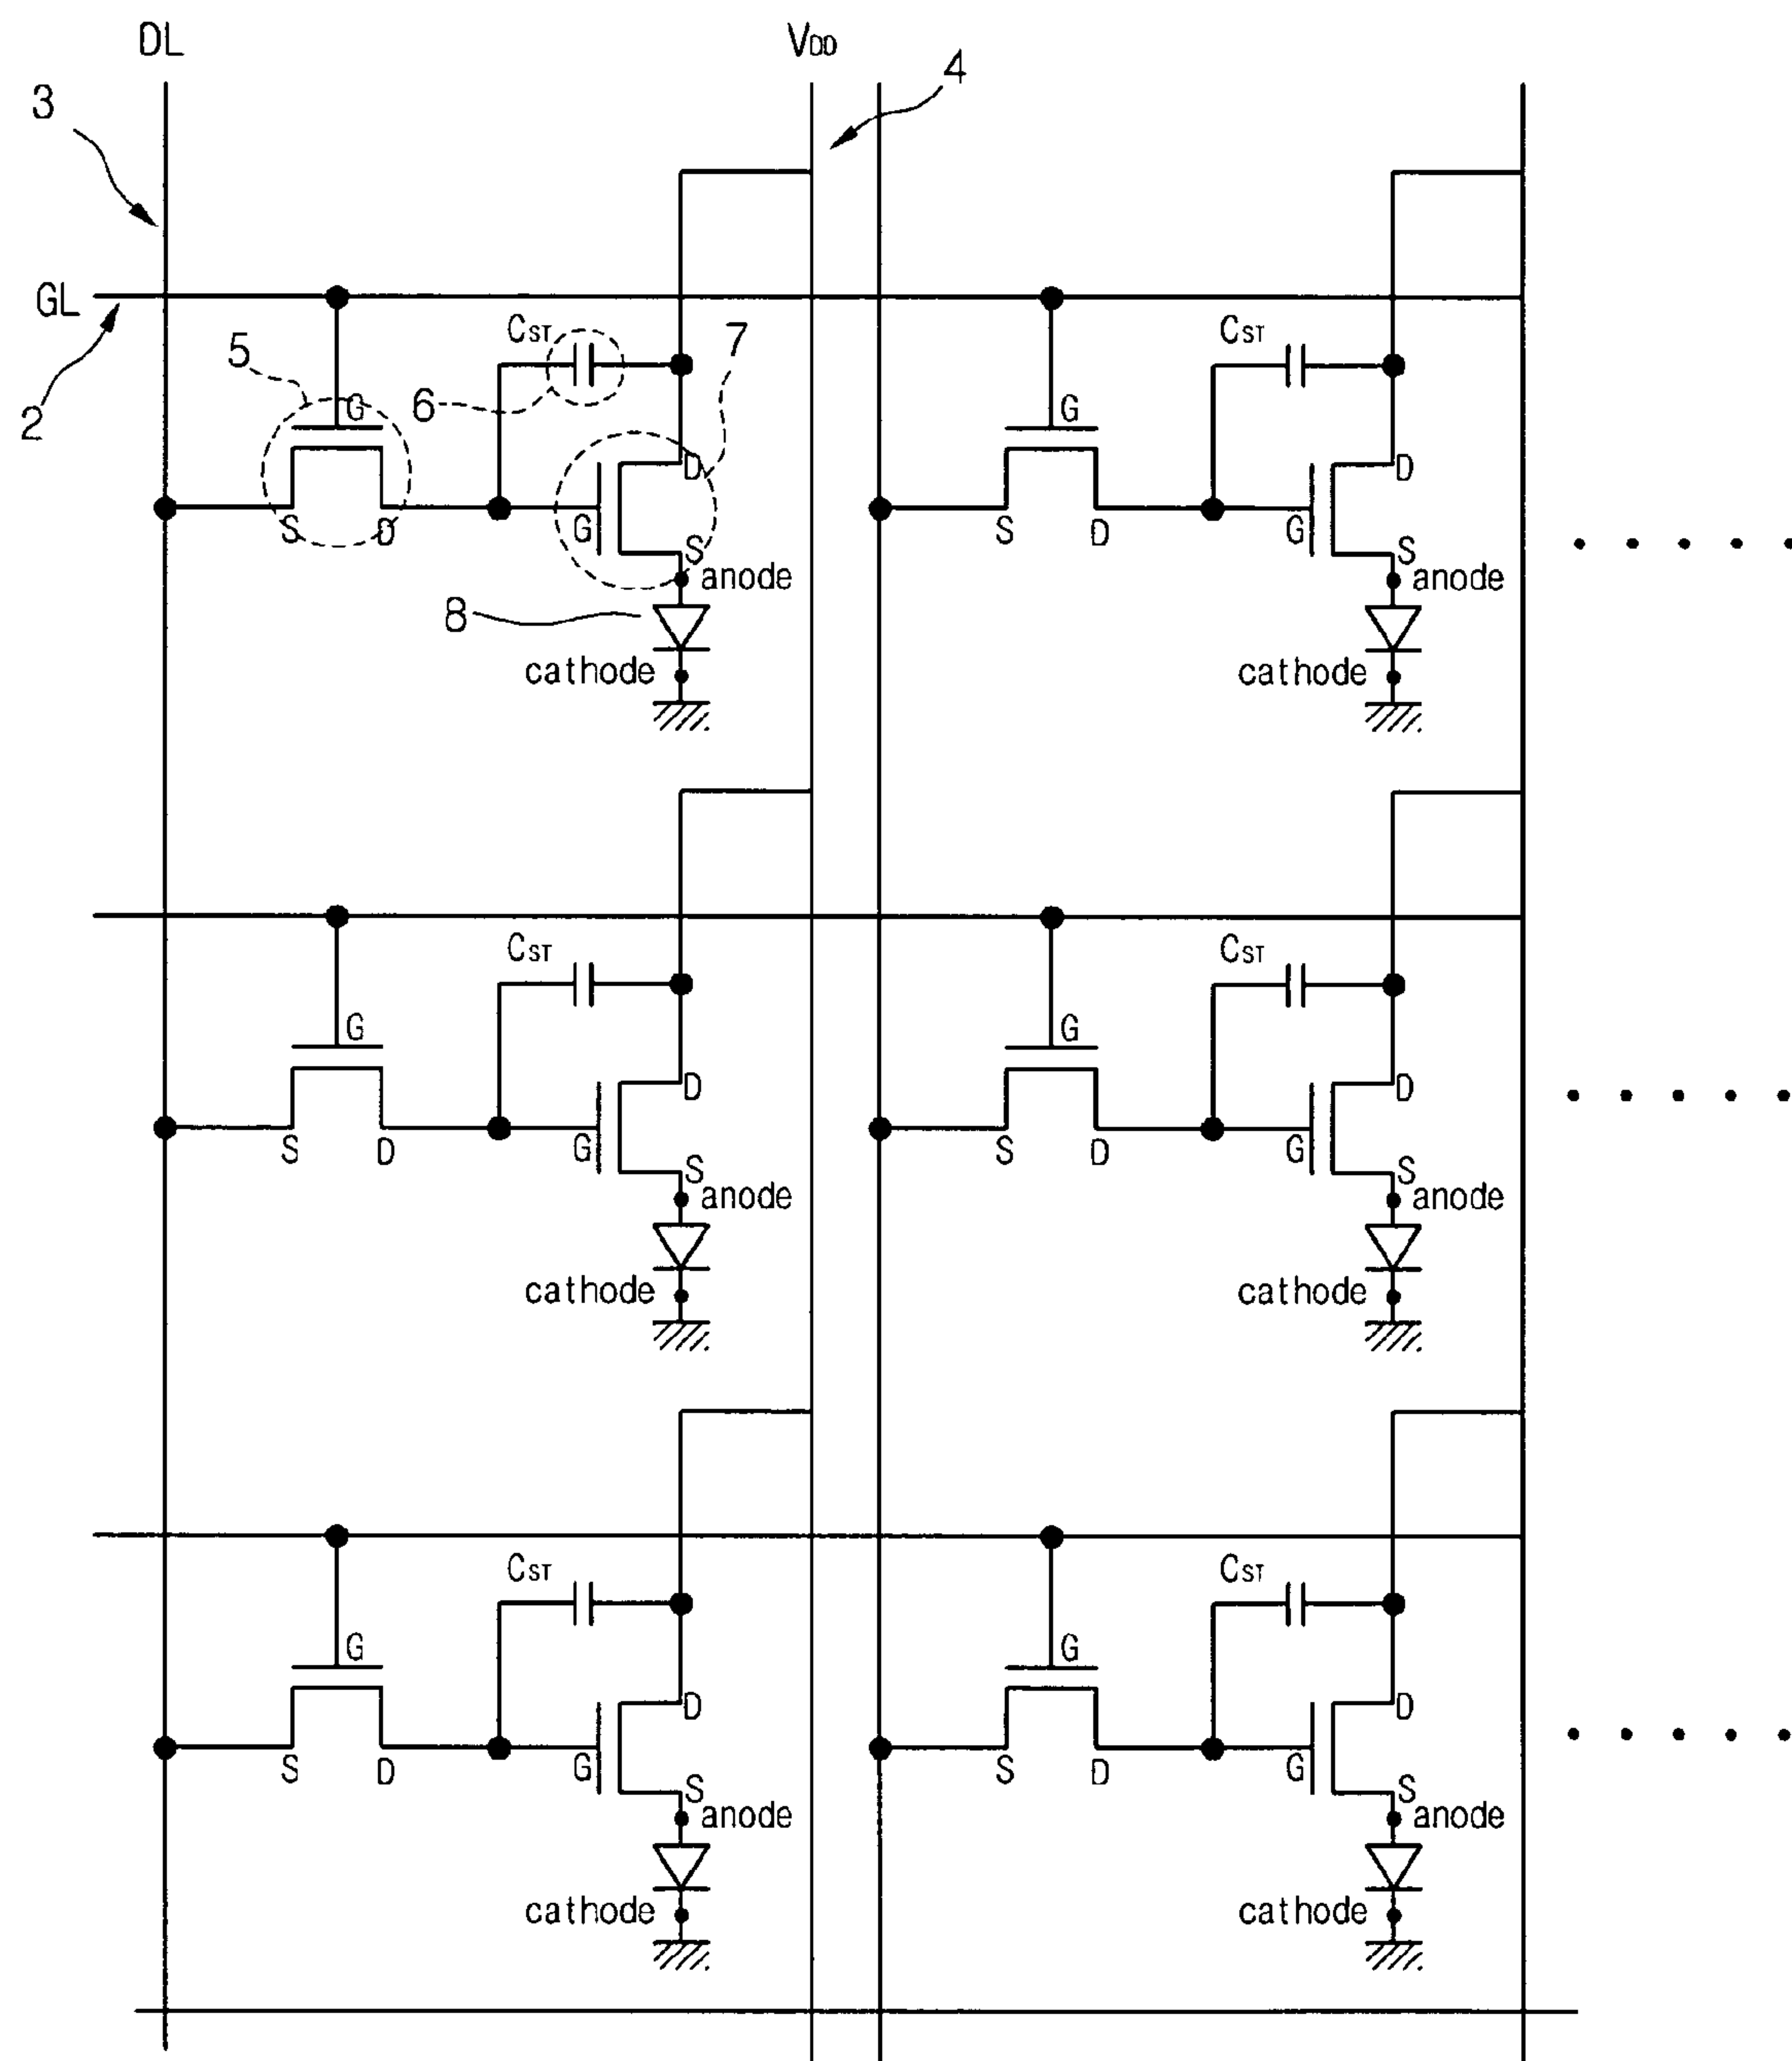 DL VDD
4
3
GL
CST CST
5 7
6
2
G G
D D
S D G S D G
S anode S anode
8
cathode cathode
CST CST
G G
D D
S D G S D G
S anode S anode
cathode cathode
CST CST
G G
D D
S D G S D G
S anode S anode
cathode cathode